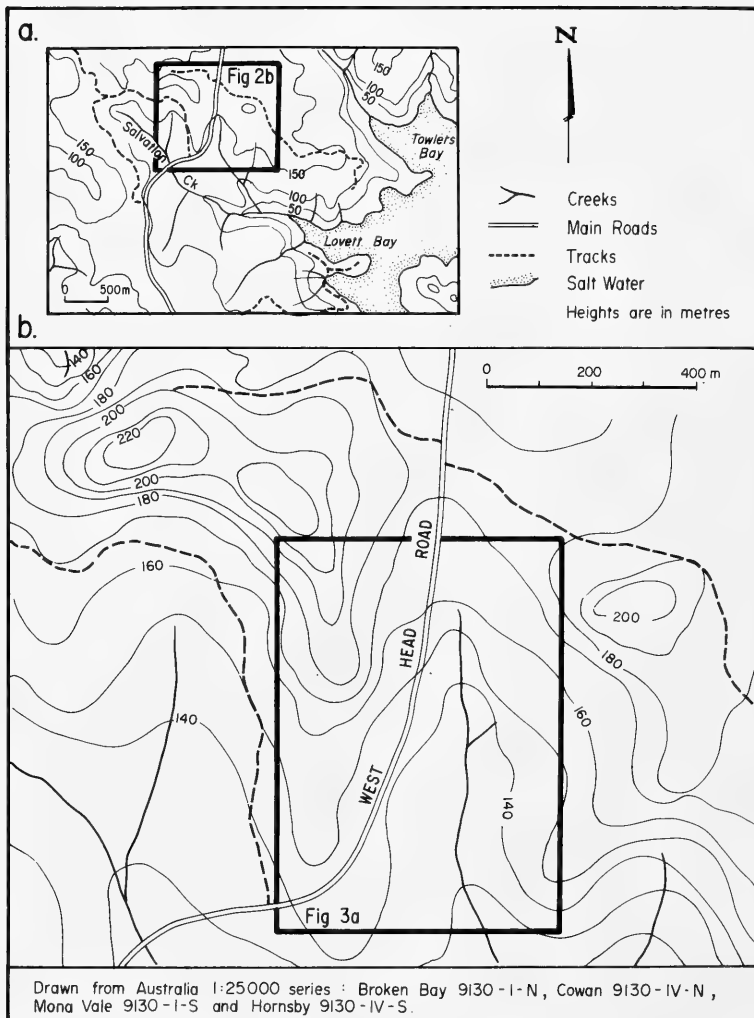 a.
N
Fig 2b
150
100
50
Towlers
Bay
Salvation
Ck
150
100
150
100
50
Lovett Bay
0 500m
Creeks
Main Roads
Tracks
Salt Water
Heights are in metres
b.
140
160
180
200
220
200
180
0 200 400 m
160
ROAD
HEAD
WEST
200
180
160
140
140
Fig 3a
Drawn from Australia 1:25000 series : Broken Bay 9130-I-N, Cowan 9130-IV-N,
Mona Vale 9130-I-S and Hornsby 9130-IV-S.